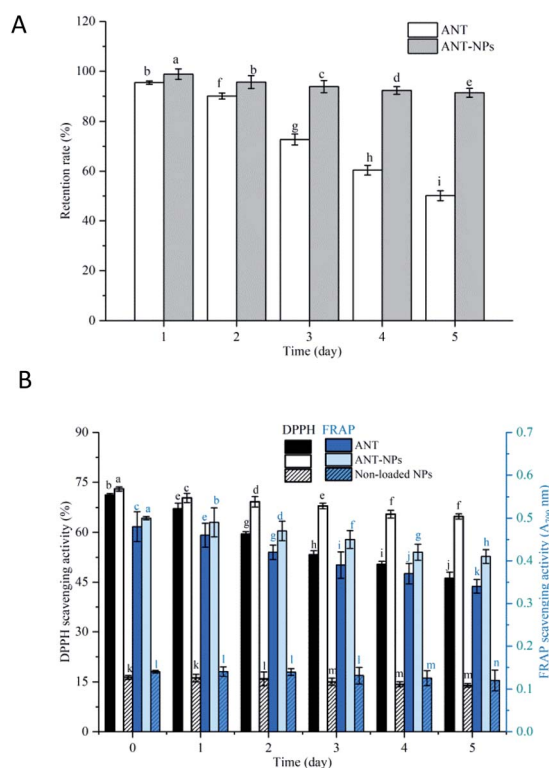 A
ANT
ANT-NPs
120
100
80
60
40
20
0
Retention rate (%)
b a f b g c h d i e
1 2 3 4 5
Time (day)
B
DPPH FRAP
ANT
ANT-NPs
Non-loaded NPs
90
75
60
45
30
15
0
DPPH scavenging activity (%)
0.7
0.6
0.5
0.4
0.3
0.2
0.1
0.0
FRAP scavenging activity (A700 nm)
b a c a e c e b g d g d h e i f i f j g j f k h
k l k l l l m l m m m n
0 1 2 3 4 5
Time (day)